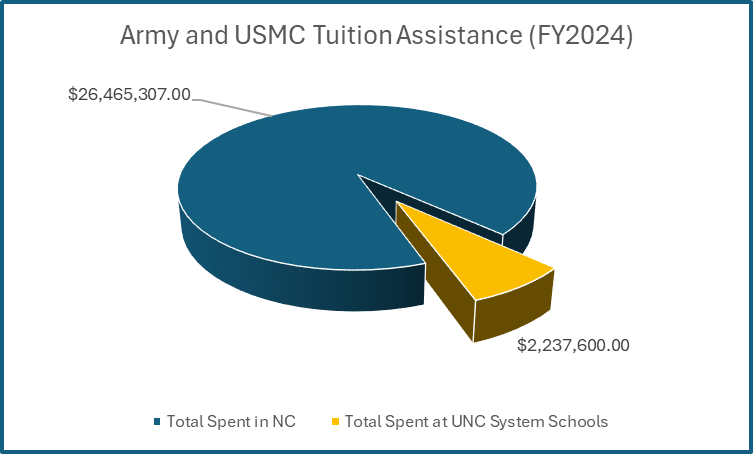 Army and USMC Tuition Assistance (FY2024)
$26,465,307.00
$2,237,600.00
Total Spent in NC
Total Spent at UNC System Schools